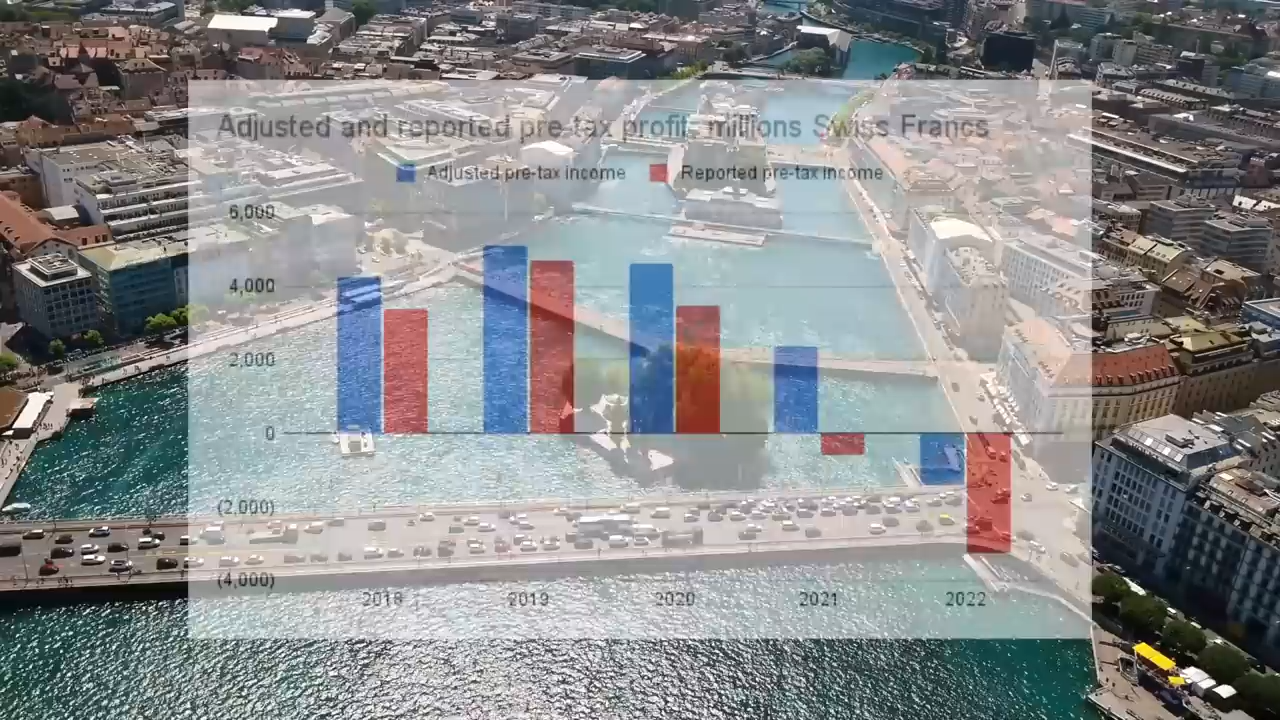 Adjusted and reported pre-tax profit, millions Swiss Francs
Adjusted pre-tax income Reported pre-tax income
6,000
4,000
2,000
0
(2,000)
(4,000)
2018 2019 2020 2021 2022